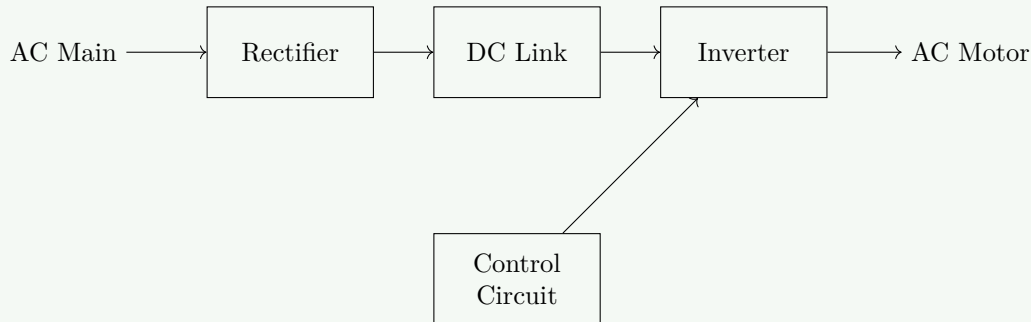 AC Main
Rectifier
DC Link
Inverter
AC Motor
Control
Circuit